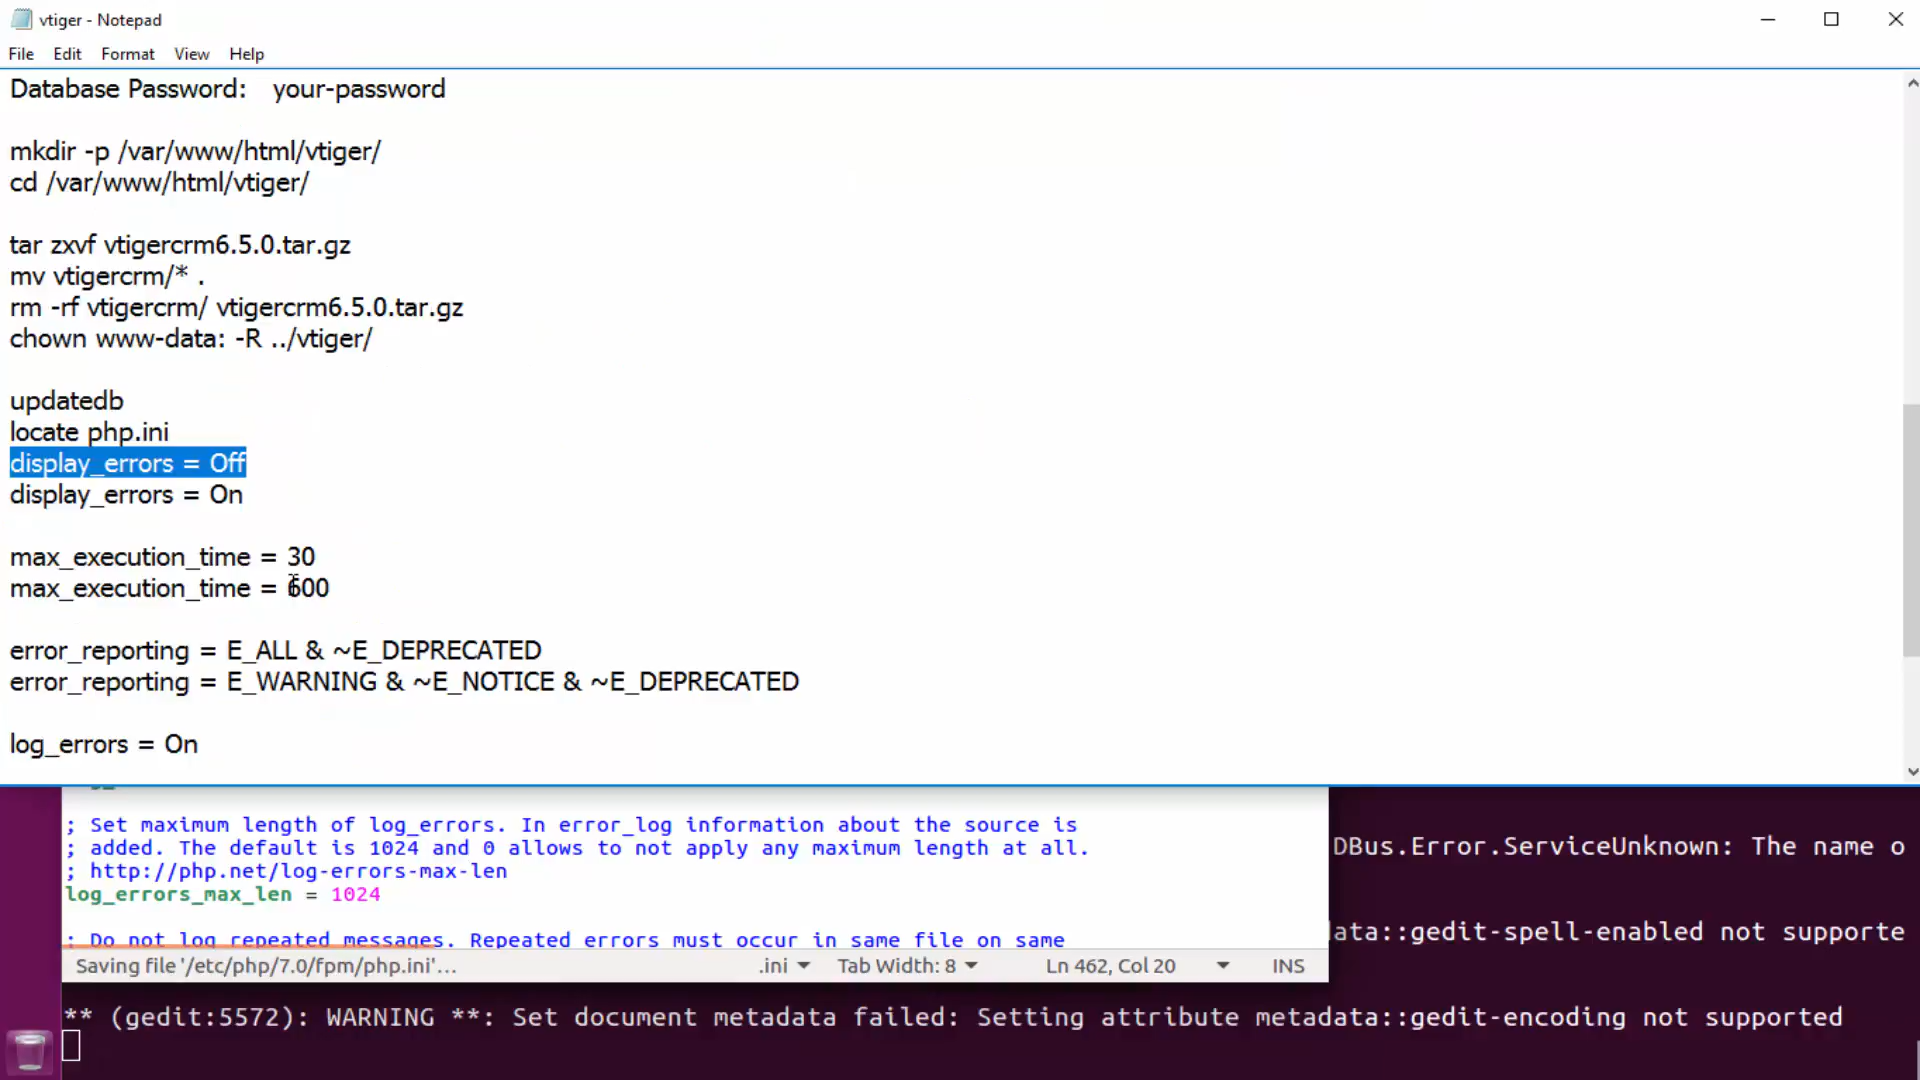 vtiger - Notepad
File Edit Format View Help
Database Password: your-password
mkdir -p /var/www/html/vtiger/
cd /var/www/html/vtiger/
tar zxvf vtigercrm6.5.0.tar.gz
mv vtigercrm/* .
rm -rf vtigercrm/ vtigercrm6.5.0.tar.gz
chown www-data: -R ../vtiger/
updatedb
locate php.ini
display_errors = Off
display_errors = On
max_execution_time = 30
max_execution_time = 600
error_reporting = E_ALL & ~E_DEPRECATED
error_reporting = E_WARNING & ~E_NOTICE & ~E_DEPRECATED
log_errors = On
; Set maximum length of log_errors. In error_log information about the source is
; added. The default is 1024 and 0 allows to not apply any maximum length at all.
; http://php.net/log-errors-max-len
log_errors_max_len = 1024
; Do not log repeated messages. Repeated errors must occur in same file on same
Saving file '/etc/php/7.0/fpm/php.ini'... .ini Tab Width: 8 Ln 462, Col 20 INS
DBus.Error.ServiceUnknown: The name o
data::gedit-spell-enabled not supporte
** (gedit:5572): WARNING **: Set document metadata failed: Setting attribute metadata::gedit-encoding not supported